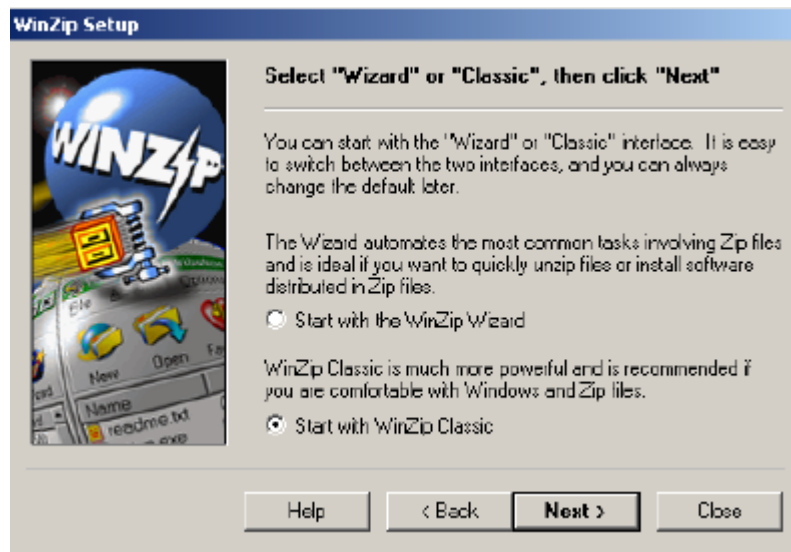 WinZip Setup
Select "Wizard" or "Classic", then click "Next"
WINZIP
You can start with the "Wizard" or "Classic" interface. It is easy
to switch between the two interfaces, and you can always
change the default later.
The Wizard automates the most common tasks involving Zip files
and is ideal if you want to quickly unzip files or install software
distributed in Zip files.
Start with the WinZip Wizard
WinZip Classic is much more powerful and is recommended if
you are comfortable with Windows and Zip files.
Start with WinZip Classic
File
Options
New
Open
Name
readme.txt
Help
< Back
Next >
Close